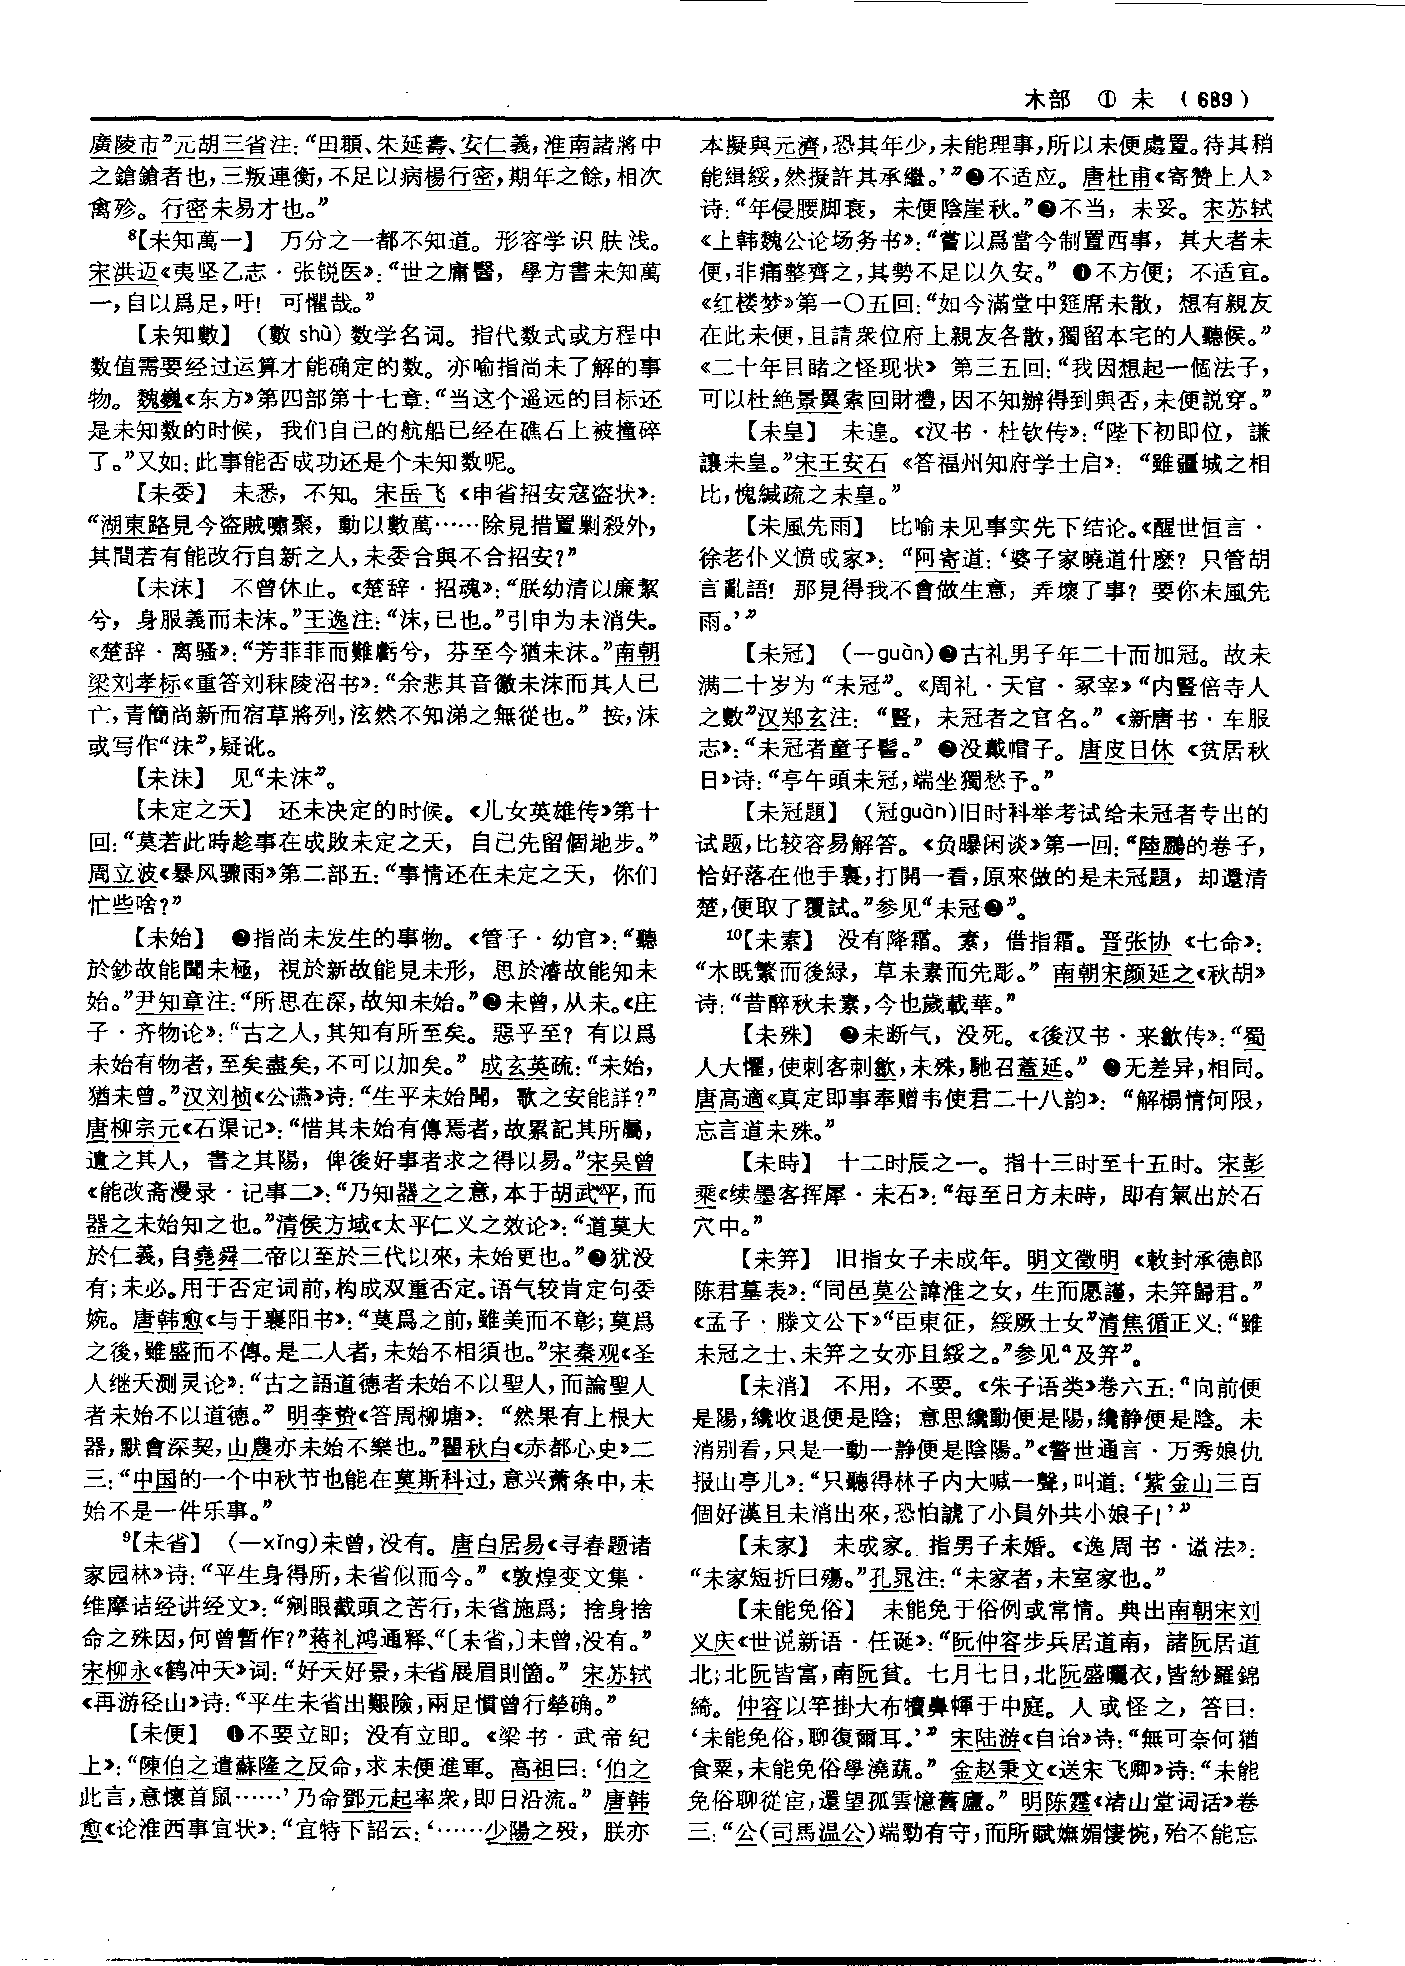 木部 ① 未 (689)
廣陵市”元胡三省注：“田頵、朱延壽、安仁義，淮南諸將中
之鎗鎗者也，三叛連衡，不足以病楊行密，期年之餘，相次
禽殄。行密未易才也。”
⁸【未知萬一】 万分之一都不知道。形容学识肤浅。
宋洪迈《夷坚乙志·张锐医》：“世之庸醫，學方書未知萬
一，自以爲足，吁！可懼哉。”
【未知數】 （數 shù）数学名词。指代数式或方程中
数值需要经过运算才能确定的数。亦喻指尚未了解的事
物。魏巍《东方》第四部第十七章：“当这个遥远的目标还
是未知数的时候，我们自己的航船已经在礁石上被撞碎
了。”又如：此事能否成功还是个未知数呢。
【未委】 未悉，不知。宋岳飞《申省招安寇盗状》：
“湖東路見今盜賊嘯聚，動以數萬……除見措置剿殺外，
其間若有能改行自新之人，未委合與不合招安？”
【未沫】 不曾休止。《楚辞·招魂》：“朕幼清以廉絜
兮，身服義而未沫。”王逸注：“沫，已也。”引申为未消失。
《楚辞·离骚》：“芳菲菲而難虧兮，芬至今猶未沫。”南朝
梁刘孝标《重答刘秣陵沼书》：“余悲其音徽未沫而其人已
亡，青簡尚新而宿草將列，泫然不知涕之無從也。”按，沫
或写作“沬”，疑讹。
【未沬】 见“未沫”。
【未定之天】 还未决定的时候。《儿女英雄传》第十
回：“莫若此時趁事在成敗未定之天，自己先留個地步。”
周立波《暴风骤雨》第二部五：“事情还在未定之天，你们
忙些啥？”
【未始】 ❶指尚未发生的事物。《管子·幼官》：“聽
於鈔故能聞未極，視於新故能見未形，思於濬故能知未
始。”尹知章注：“所思在深，故知未始。”❷未曾，从来。《庄
子·齐物论》：“古之人，其知有所至矣。惡乎至？有以爲
未始有物者，至矣盡矣，不可以加矣。”成玄英疏：“未始，
猶未曾。”汉刘桢《公讌》诗：“生平未始聞，歌之安能詳？”
唐柳宗元《石渠记》：“惜其未始有傳焉者，故累記其所屬，
遺之其人，書之其陽，俾後好事者求之得以易。”宋吴曾
《能改斋漫录·记事二》：“乃知器之之意，本于胡武平，而
器之未始知之也。”清侯方域《太平仁义之效论》：“道莫大
於仁義，自堯舜二帝以至於三代以來，未始更也。”❸犹没
有；未必。用于否定词前，构成双重否定。语气较肯定句委
婉。唐韩愈《与于襄阳书》：“莫爲之前，雖美而不彰；莫爲
之後，雖盛而不傳。是二人者，未始不相須也。”宋秦观《圣
人继天测灵论》：“古之語道德者未始不以聖人，而論聖人
者未始不以道德。”明李贽《答周柳塘》：“然果有上根大
器，默會深契，山農亦未始不樂也。”瞿秋白《赤都心史》二
三：“中国的一个中秋节也能在莫斯科过，意兴萧条中，未
始不是一件乐事。”
⁹【未省】 （—xǐng）未曾，没有。唐白居易《寻春题诸
家园林》诗：“平生身得所，未省似而今。”《敦煌变文集·
维摩诘经讲经文》：“剜眼截頭之苦行，未省施爲；捨身捨
命之殊因，何曾暫作？”蒋礼鸿通释：“〔未省，〕未曾，没有。”
宋柳永《鹤冲天》词：“好天好景，未省展眉則箇。”宋苏轼
《再游径山》诗：“平生未省出艱險，兩足慣曾行犖确。”
【未便】 ❶不要立即；没有立即。《梁书·武帝纪
上》：“陳伯之遣蘇隆之反命，求未便進軍。高祖曰：‘伯之
此言，意懷首鼠……’乃命鄧元起率衆，即日沿流。”唐韩
愈《论淮西事宜状》：“宜特下詔云：‘……少陽之殁，朕亦
本擬與元濟，恐其年少，未能理事，所以未便處置。待其稍
能缉綏，然擬許其承繼。’”❷不适应。唐杜甫《寄赞上人》
诗：“年侵腰脚衰，未便陰崖秋。”❸不当，未妥。宋苏轼
《上韩魏公论场务书》：“嘗以爲當今制置西事，其大者未
便，非痛整齊之，其勢不足以久安。”❹不方便；不适宜。
《红楼梦》第一〇五回：“如今滿堂中筵席未散，想有親友
在此未便，且請衆位府上親友各散，獨留本宅的人聽候。”
《二十年目睹之怪现状》第三五回：“我因想起一個法子，
可以杜絶景翼索回財禮，因不知辦得到與否，未便説穿。”
【未皇】 未遑。《汉书·杜钦传》：“陛下初即位，謙
讓未皇。”宋王安石《答福州知府学士启》：“雖疆城之相
比，愧緘疏之未皇。”
【未風先雨】 比喻未见事实先下结论。《醒世恒言·
徐老仆义愤成家》：“阿寄道：‘婆子家曉道什麽？只管胡
言亂語！那見得我不會做生意，弄壞了事？要你未風先
雨。’”
【未冠】 （—guàn）❶古礼男子年二十而加冠。故未
满二十岁为“未冠”。《周礼·天官·冢宰》“内豎倍寺人
之數”汉郑玄注：“豎，未冠者之官名。”《新唐书·车服
志》：“未冠者童子髻。”❷没戴帽子。唐皮日休《贫居秋
日》诗：“亭午頭未冠，端坐獨愁予。”
【未冠題】 （冠guàn）旧时科举考试给未冠者专出的
试题，比较容易解答。《负曝闲谈》第一回：“陸鵬的卷子，
恰好落在他手裏，打開一看，原來做的是未冠題，却還清
楚，便取了覆試。”参见“未冠❶”。
¹⁰【未素】 没有降霜。素，借指霜。晋张协《七命》：
“木既繁而後緑，草未素而先彫。”南朝宋颜延之《秋胡》
诗：“昔醉秋未素，今也歲載華。”
【未殊】 ❶未断气，没死。《後汉书·来歙传》：“蜀
人大懼，使刺客刺歙，未殊，馳召蓋延。”❷无差异，相同。
唐高適《真定即事奉赠韦使君二十八韵》：“解榻情何限，
忘言道未殊。”
【未時】 十二时辰之一。指十三时至十五时。宋彭
乘《续墨客挥犀·未石》：“每至日方未時，即有氣出於石
穴中。”
【未笄】 旧指女子未成年。明文徵明《敕封承德郎
陈君墓表》：“同邑莫公諱淮之女，生而愿謹，未笄歸君。”
《孟子·滕文公下》“臣東征，綏厥士女”清焦循正义：“雖
未冠之士、未笄之女亦且綏之。”参见“及笄”。
【未消】 不用，不要。《朱子语类》卷六五：“向前便
是陽，纔收退便是陰；意思纔動便是陽，纔静便是陰。未
消别看，只是一動一静便是陰陽。”《警世通言·万秀娘仇
报山亭儿》：“只聽得林子内大喊一聲，叫道：‘紫金山三百
個好漢且未消出來，恐怕諕了小員外共小娘子！’”
【未家】 未成家。指男子未婚。《逸周书·谥法》：
“未家短折曰殤。”孔晁注：“未家者，未室家也。”
【未能免俗】 未能免于俗例或常情。典出南朝宋刘
义庆《世说新语·任诞》：“阮仲容步兵居道南，諸阮居道
北；北阮皆富，南阮貧。七月七日，北阮盛曬衣，皆紗羅錦
綺。仲容以竿掛大布犢鼻㡓于中庭。人或怪之，答曰：
‘未能免俗，聊復爾耳。’”宋陆游《自诒》诗：“無可奈何猶
食粟，未能免俗學澆蔬。”金赵秉文《送宋飞卿》诗：“未能
免俗聊從宦，還望孤雲憶舊廬。”明陈霆《渚山堂词话》卷
三：“公（司馬温公）端勁有守，而所賦嫵媚悽惋，殆不能忘